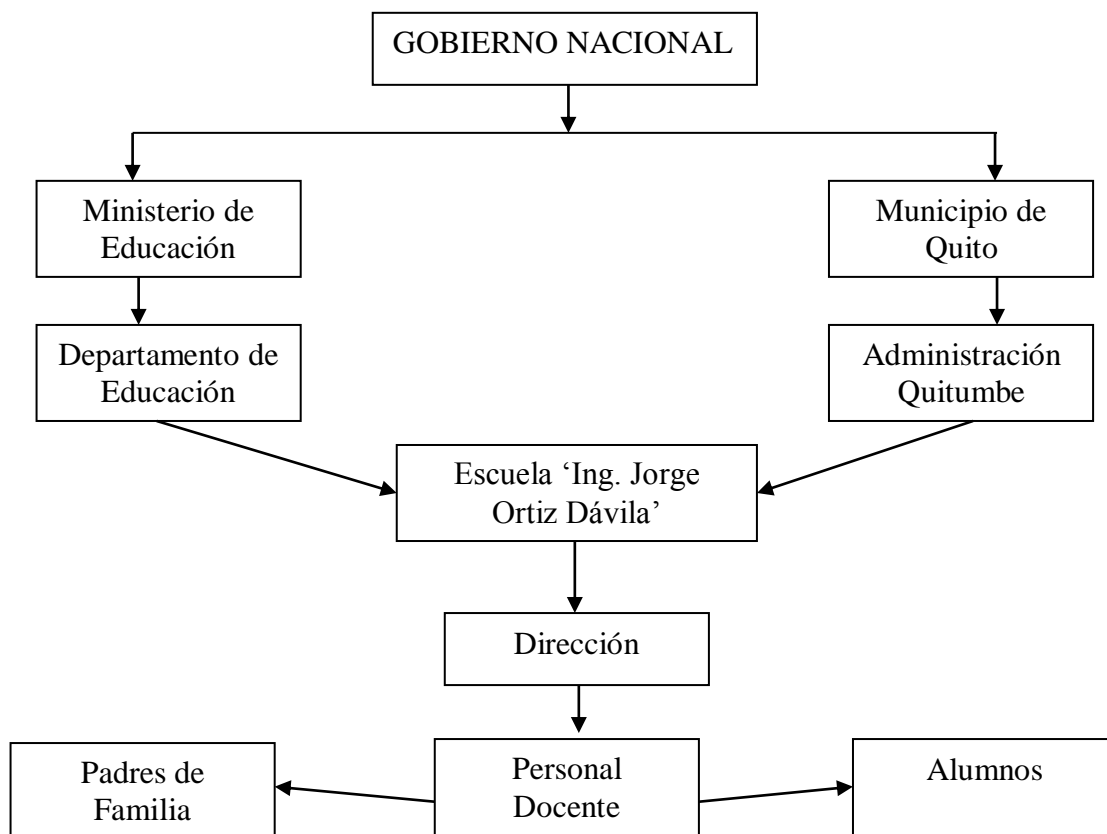 GOBIERNO NACIONAL
Ministerio de
Educación
Municipio de
Quito
Departamento de
Educación
Administración
Quitumbe
Escuela ‘Ing. Jorge
Ortiz Dávila’
Dirección
Padres de
Familia
Personal
Docente
Alumnos